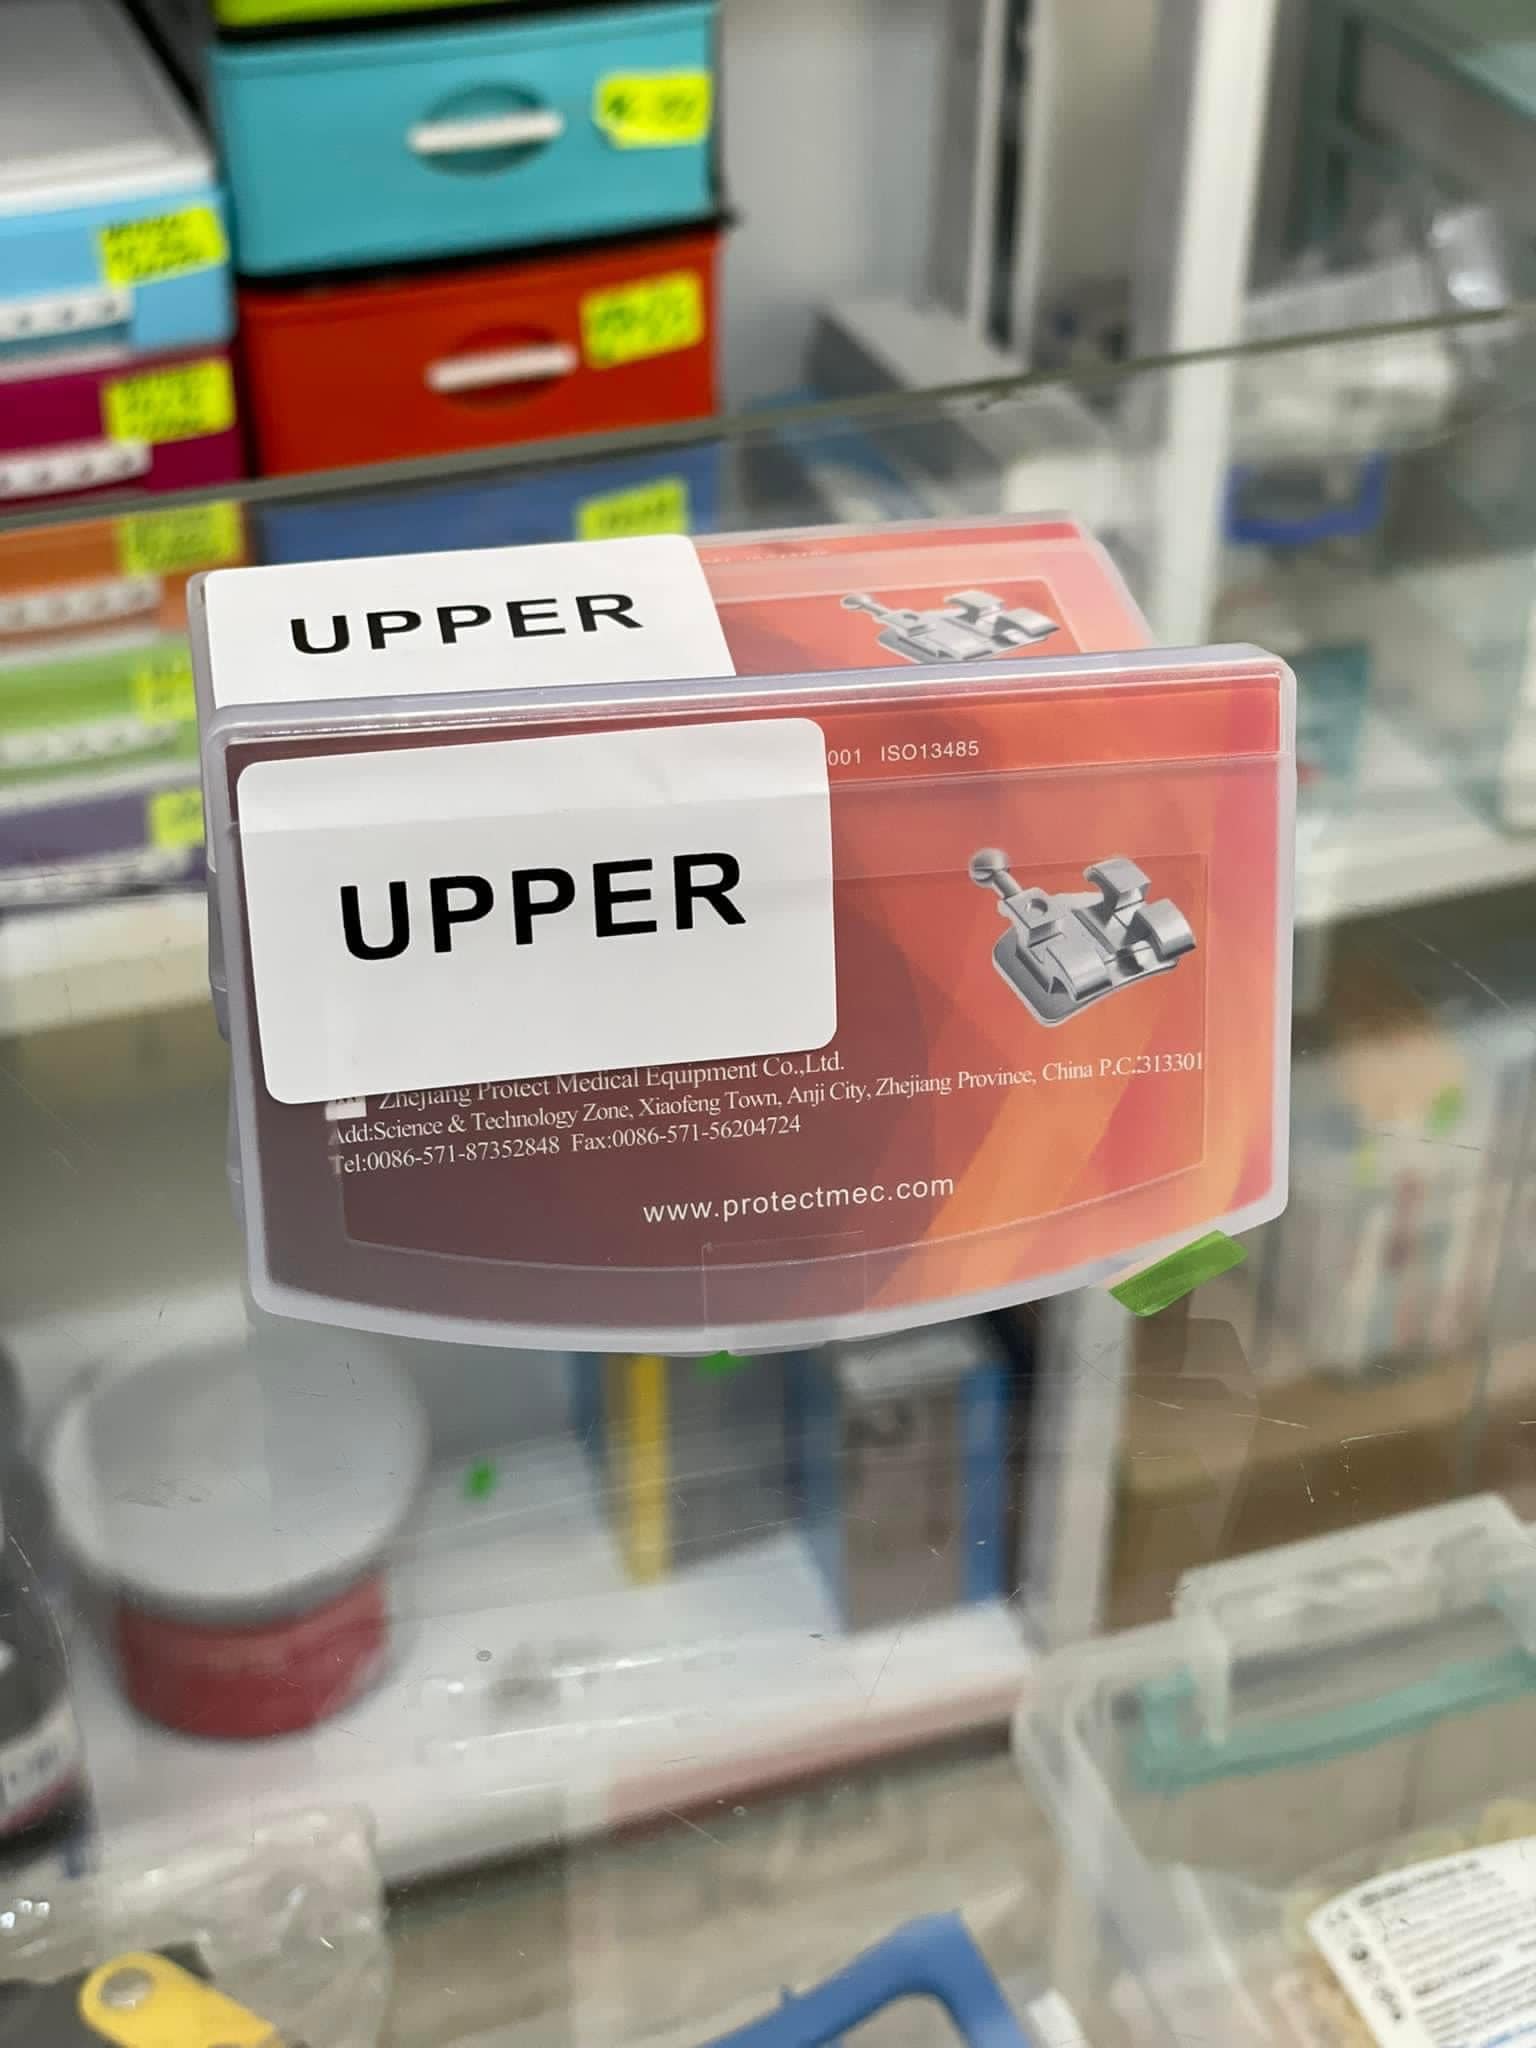 UPPER
001 ISO13485
UPPER
Zhejiang Protect Medical Equipment Co.,Ltd.
Add:Science & Technology Zone, Xiaofeng Town, Anji City, Zhejiang Province, China P.C.:313301
Tel:0086-571-87352848 Fax:0086-571-56204724
www.protectmec.com